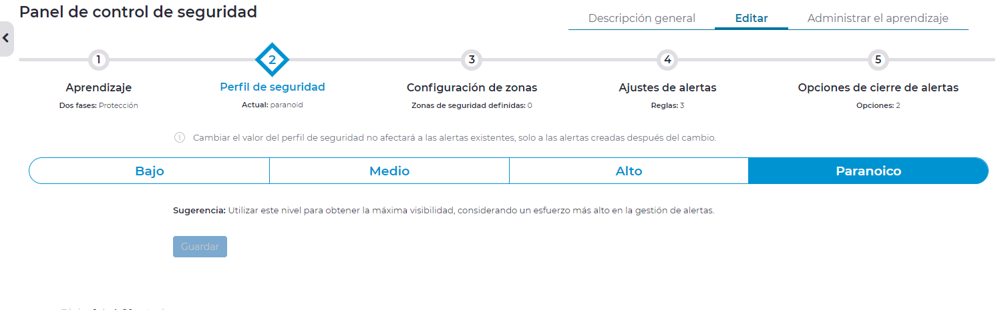 Panel de control de seguridad
Descripción general Editar Administrar el aprendizaje
1 2 3 4 5
Aprendizaje Perfil de seguridad Configuración de zonas Ajustes de alertas Opciones de cierre de alertas
Dos fases: Protección Actual: paranoid Zonas de seguridad definidas: 0 Reglas: 3 Opciones: 2
Cambiar el valor del perfil de seguridad no afectará a las alertas existentes, solo a las alertas creadas después del cambio.
Bajo Medio Alto Paranoico
Sugerencia: Utilizar este nivel para obtener la máxima visibilidad, considerando un esfuerzo más alto en la gestión de alertas.
Guardar